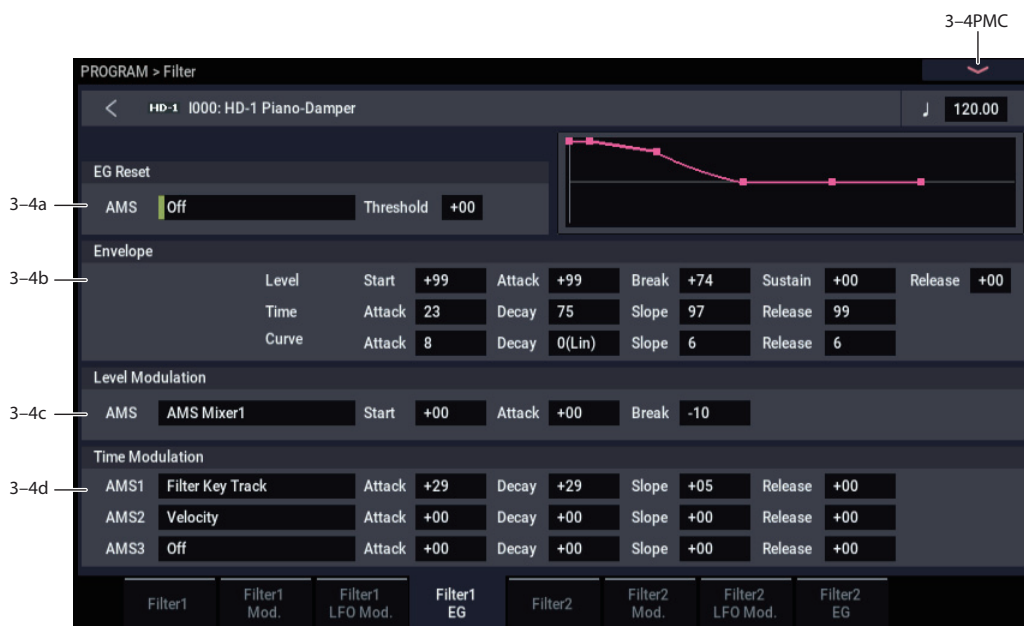 3–4PMC
PROGRAM > Filter
HD-1 I000: HD-1 Piano-Damper ♩ 120.00
EG Reset
3–4a AMS Off Threshold +00
Envelope
3–4b Level Start +99 Attack +99 Break +74 Sustain +00 Release +00
Time Attack 23 Decay 75 Slope 97 Release 99
Curve Attack 8 Decay 0(Lin) Slope 6 Release 6
Level Modulation
3–4c AMS AMS Mixer1 Start +00 Attack +00 Break -10
Time Modulation
3–4d AMS1 Filter Key Track Attack +29 Decay +29 Slope +05 Release +00
AMS2 Velocity Attack +00 Decay +00 Slope +00 Release +00
AMS3 Off Attack +00 Decay +00 Slope +00 Release +00
Filter1 Filter1 Mod. Filter1 LFO Mod. Filter1 EG Filter2 Filter2 Mod. Filter2 LFO Mod. Filter2 EG